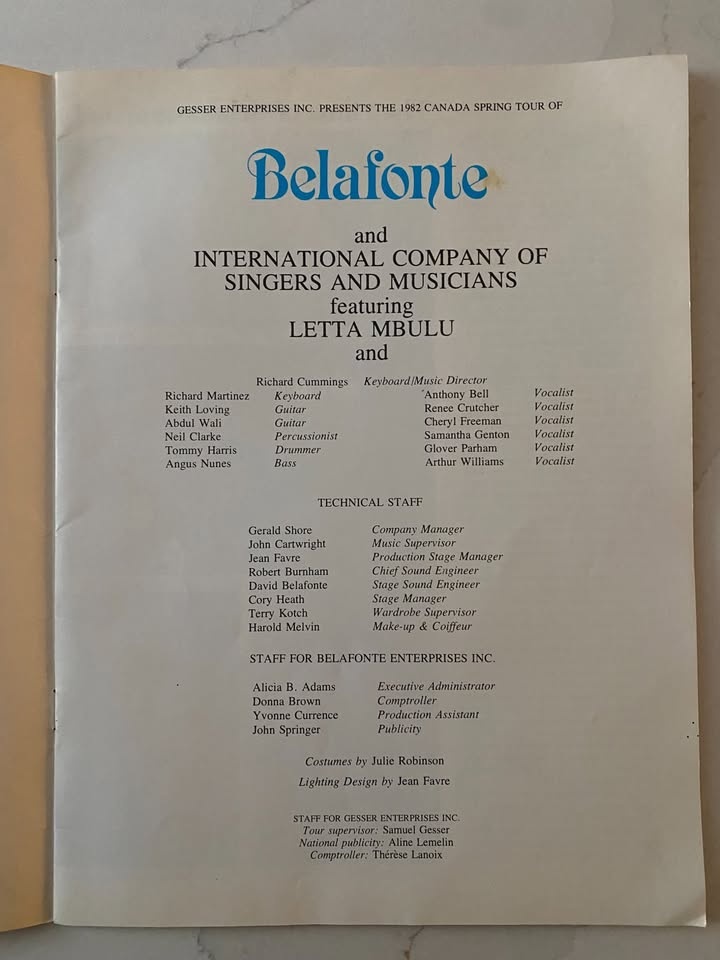 GESSER ENTERPRISES INC. PRESENTS THE 1982 CANADA SPRING TOUR OF
Belafonte
and
INTERNATIONAL COMPANY OF
SINGERS AND MUSICIANS
featuring
LETTA MBULU
and
Richard Cummings Keyboard/Music Director
Richard Martinez Keyboard
Keith Loving Guitar
Abdul Wali Guitar
Neil Clarke Percussionist
Tommy Harris Drummer
Angus Nunes Bass
Anthony Bell Vocalist
Renee Crutcher Vocalist
Cheryl Freeman Vocalist
Samantha Genton Vocalist
Glover Parham Vocalist
Arthur Williams Vocalist
TECHNICAL STAFF
Gerald Shore Company Manager
John Cartwright Music Supervisor
Jean Favre Production Stage Manager
Robert Burnham Chief Sound Engineer
David Belafonte Stage Sound Engineer
Cory Heath Stage Manager
Terry Kotch Wardrobe Supervisor
Harold Melvin Make-up & Coiffeur
STAFF FOR BELAFONTE ENTERPRISES INC.
Alicia B. Adams Executive Administrator
Donna Brown Comptroller
Yvonne Currence Production Assistant
John Springer Publicity
Costumes by Julie Robinson
Lighting Design by Jean Favre
STAFF FOR GESSER ENTERPRISES INC.
Tour supervisor: Samuel Gesser
National publicity: Aline Lemelin
Comptroller: Thérèse Lanoix